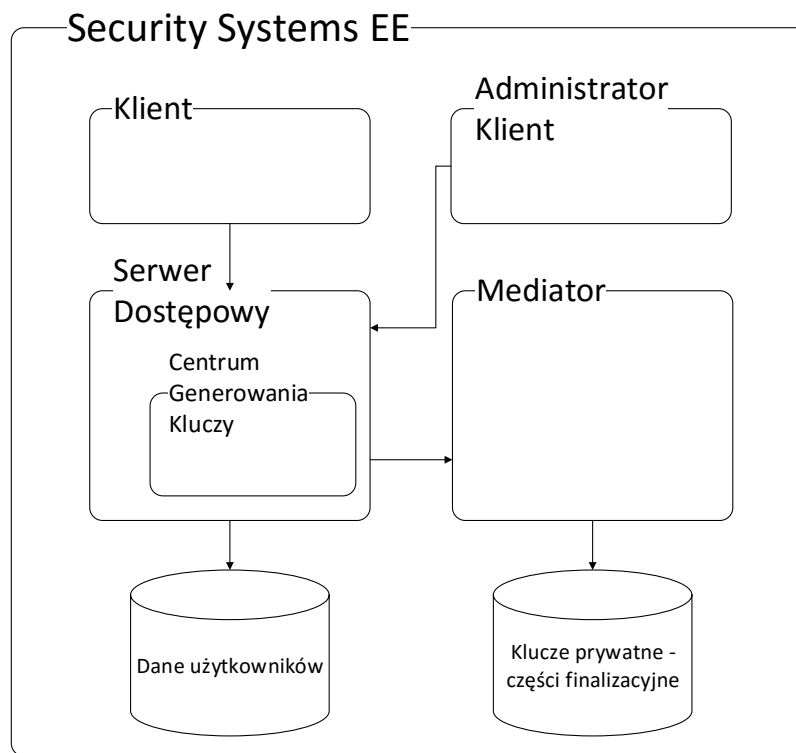 Security Systems EE
Klient
Administrator
Klient
Serwer
Dostępowy
Mediator
Centrum
Generowania
Kluczy
Dane użytkowników
Klucze prywatne -
części finalizacyjne